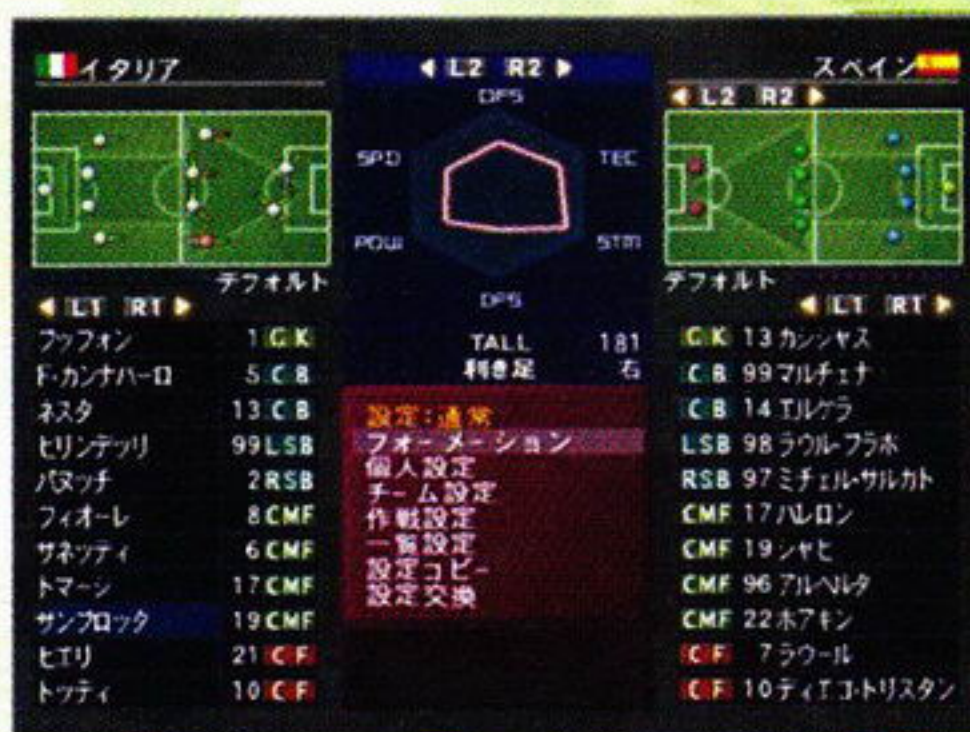 イタリア
デフォルト
L1 R1
ブッフォン 1 GK
F・カンナバーロ 5 CB
ネスタ 13 CB
ヒリンデッリ 99 LSB
パヌッチ 2 RSB
フィオーレ 8 CMF
ザネッティ 6 CMF
トマージ 17 CMF
サンブロック 19 CMF
ビエリ 21 CF
トッティ 10 CF
L2 R2
OFS
SPD TEC
POW STM
DFS
TALL 181
利き足 右
設定:通常
フォーメーション
個人設定
チーム設定
作戦設定
一覧設定
設定コピー
設定交換
スペイン
L2 R2
デフォルト
L1 R1
GK 13 カシシャス
CB 99 マルチェナ
CB 14 エルゲラ
LSB 98 ラウル・ブラボ
RSB 97 ミチェル・サルガド
CMF 17 バレロン
CMF 19 シャビ
CMF 96 アルベルダ
CMF 22 ホアキン
CF 7 ラウール
CF 10 ディエゴ・トリスタン